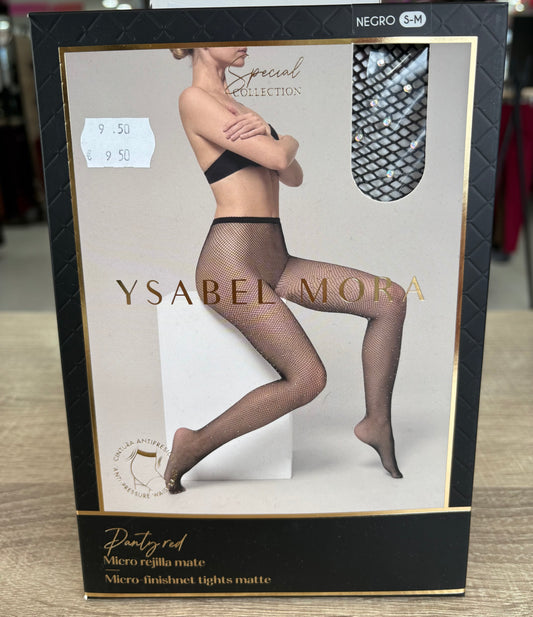 NEGRO S-M
Special
COLLECTION
9.50
€ 9.50
YSABEL MORA
CINTURA ANTIPRESIÓN
ANTI-PRESSURE WAIST
Panty red
Micro rejilla mate
Micro-finishnet tights matte